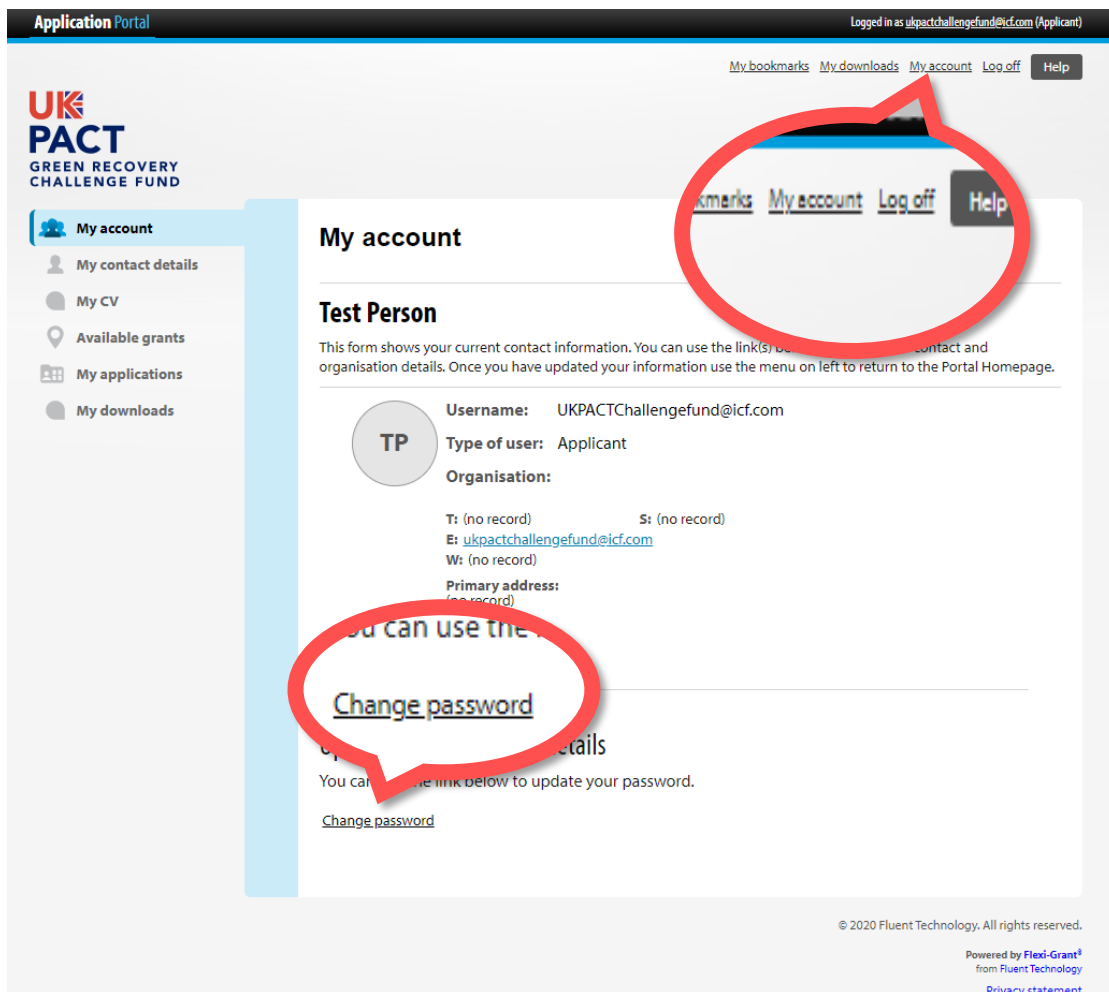 Application Portal
Logged in as ukpactchallengefund@icf.com (Applicant)
My bookmarks My downloads My account Log off Help
UK
PACT
GREEN RECOVERY
CHALLENGE FUND
kmarks My account Log off Help
My account
My contact details
My CV
Available grants
My applications
My downloads
My account
Test Person
This form shows your current contact information. You can use the link(s) contact and
organisation details. Once you have updated your information use the menu on left to return to the Portal Homepage.
TP
Username: UKPACTChallengefund@icf.com
Type of user: Applicant
Organisation:
T: (no record) S: (no record)
E: ukpactchallengefund@icf.com
W: (no record)
Primary address:
(no record)
can use the
Change password
etails
You can link below to update your password.
Change password
© 2020 Fluent Technology. All rights reserved.
Powered by Flexi-Grant®
from Fluent Technology
Privacy statement